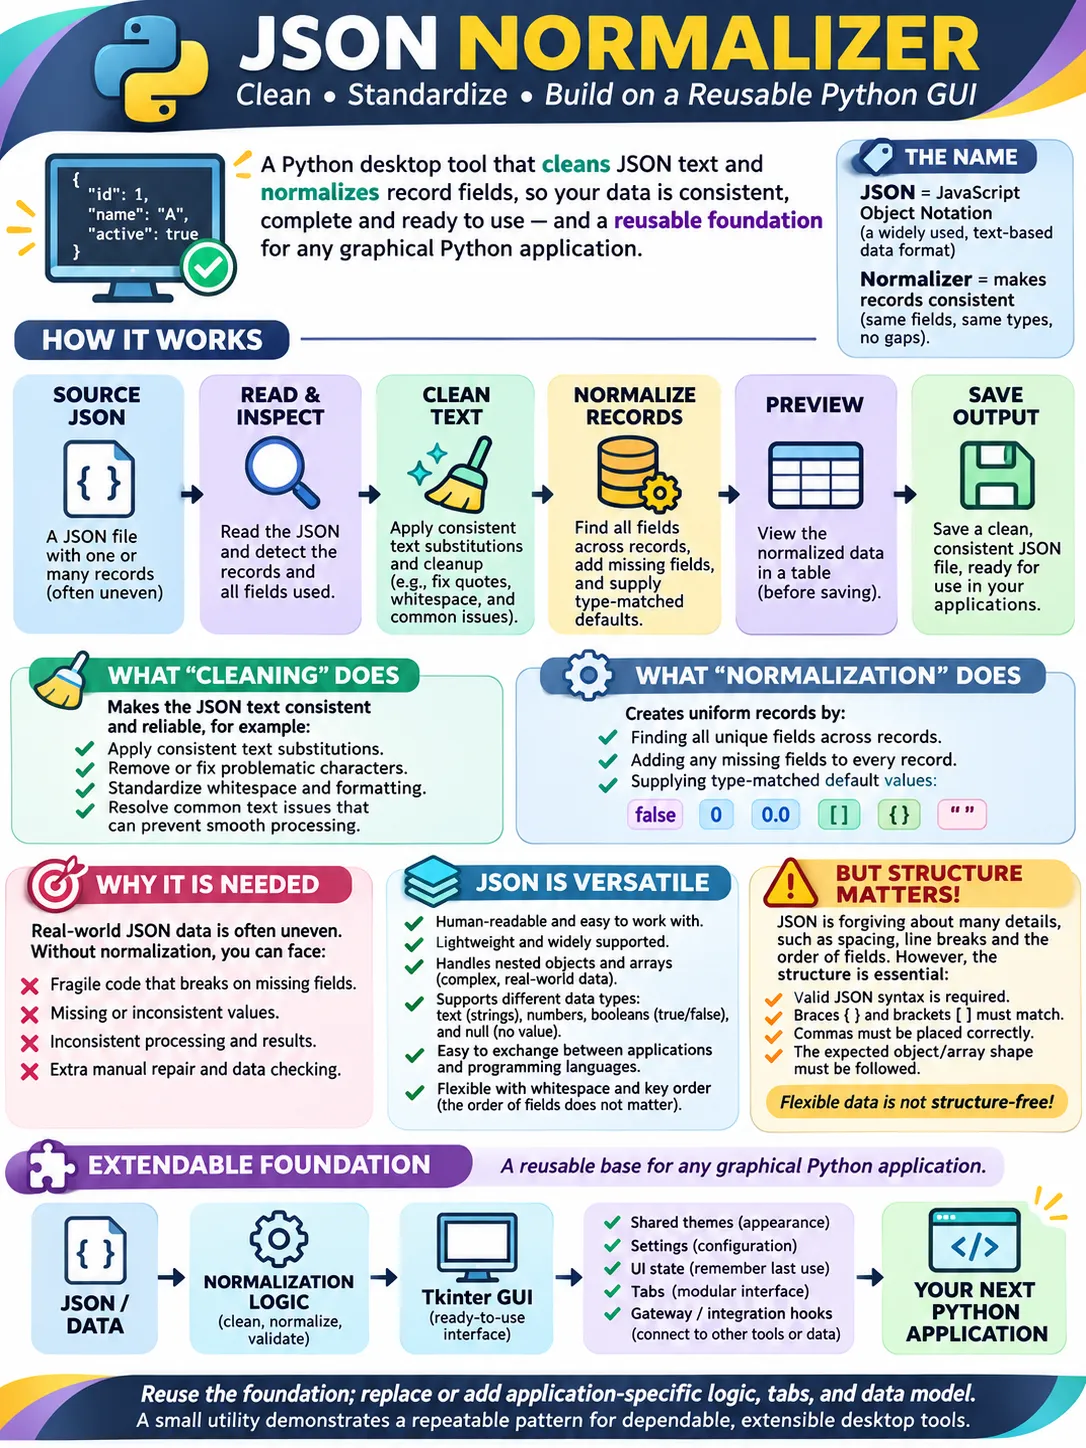 JSON NORMALIZER
Clean • Standardize • Build on a Reusable Python GUI
{
"id": 1,
"name": "A",
"active": true
}
A Python desktop tool that cleans JSON text and
normalizes record fields, so your data is consistent,
complete and ready to use — and a reusable foundation
for any graphical Python application.
THE NAME
JSON = JavaScript
Object Notation
(a widely used, text-based
data format)
Normalizer = makes
records consistent
(same fields, same types,
no gaps).
HOW IT WORKS
SOURCE
JSON
{ }
A JSON file
with one or
many records
(often uneven)
READ &
INSPECT
Read the JSON
and detect the
records and
all fields used.
CLEAN
TEXT
Apply consistent
text substitutions
and cleanup
(e.g., fix quotes,
whitespace, and
common issues).
NORMALIZE
RECORDS
Find all fields
across records,
add missing fields,
and supply
type-matched
defaults.
PREVIEW
View the
normalized data
in a table
(before saving).
SAVE
OUTPUT
Save a clean,
consistent JSON
file, ready for
use in your
applications.
WHAT “CLEANING” DOES
Makes the JSON text consistent
and reliable, for example:
Apply consistent text substitutions.
Remove or fix problematic characters.
Standardize whitespace and formatting.
Resolve common text issues that
can prevent smooth processing.
WHAT “NORMALIZATION” DOES
Creates uniform records by:
Finding all unique fields across records.
Adding any missing fields to every record.
Supplying type-matched default values:
false 0 0.0 [ ] { } “ ”
WHY IT IS NEEDED
Real-world JSON data is often uneven.
Without normalization, you can face:
Fragile code that breaks on missing fields.
Missing or inconsistent values.
Inconsistent processing and results.
Extra manual repair and data checking.
JSON IS VERSATILE
Human-readable and easy to work with.
Lightweight and widely supported.
Handles nested objects and arrays
(complex, real-world data).
Supports different data types:
text (strings), numbers, booleans (true/false),
and null (no value).
Easy to exchange between applications
and programming languages.
Flexible with whitespace and key order
(the order of fields does not matter).
BUT STRUCTURE
MATTERS!
JSON is forgiving about many details,
such as spacing, line breaks and the
order of fields. However, the
structure is essential:
Valid JSON syntax is required.
Braces { } and brackets [ ] must match.
Commas must be placed correctly.
The expected object/array shape
must be followed.
Flexible data is not structure-free!
EXTENDABLE FOUNDATION
A reusable base for any graphical Python application.
{ }
JSON /
DATA
NORMALIZATION
LOGIC
(clean, normalize,
validate)
Tkinter GUI
(ready-to-use
interface)
Shared themes (appearance)
Settings (configuration)
UI state (remember last use)
Tabs (modular interface)
Gateway / integration hooks
(connect to other tools or data)
</>
YOUR NEXT
PYTHON
APPLICATION
Reuse the foundation; replace or add application-specific logic, tabs, and data model.
A small utility demonstrates a repeatable pattern for dependable, extensible desktop tools.